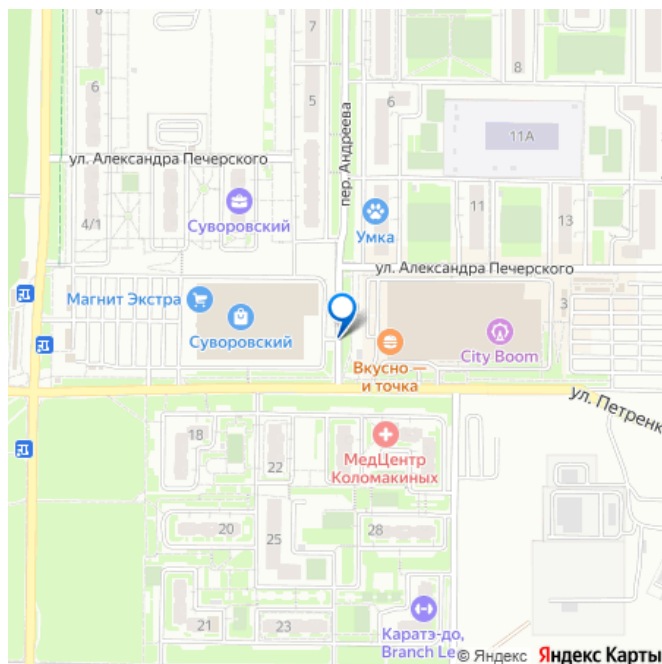 7
6
8
5
6
11А
ул. Александра Печерского
пер. Андреева
4/1
Суворовский
Умка
11
13
ул. Александра Печерского
Магнит Экстра
Суворовский
3
City Boom
Вкусно —
и точка
ул. Петренк
18
22
МедЦентр
Коломакиных
20
25
28
21
23
Каратэ-до,
Branch Le
© Яндекс Яндекс Карты